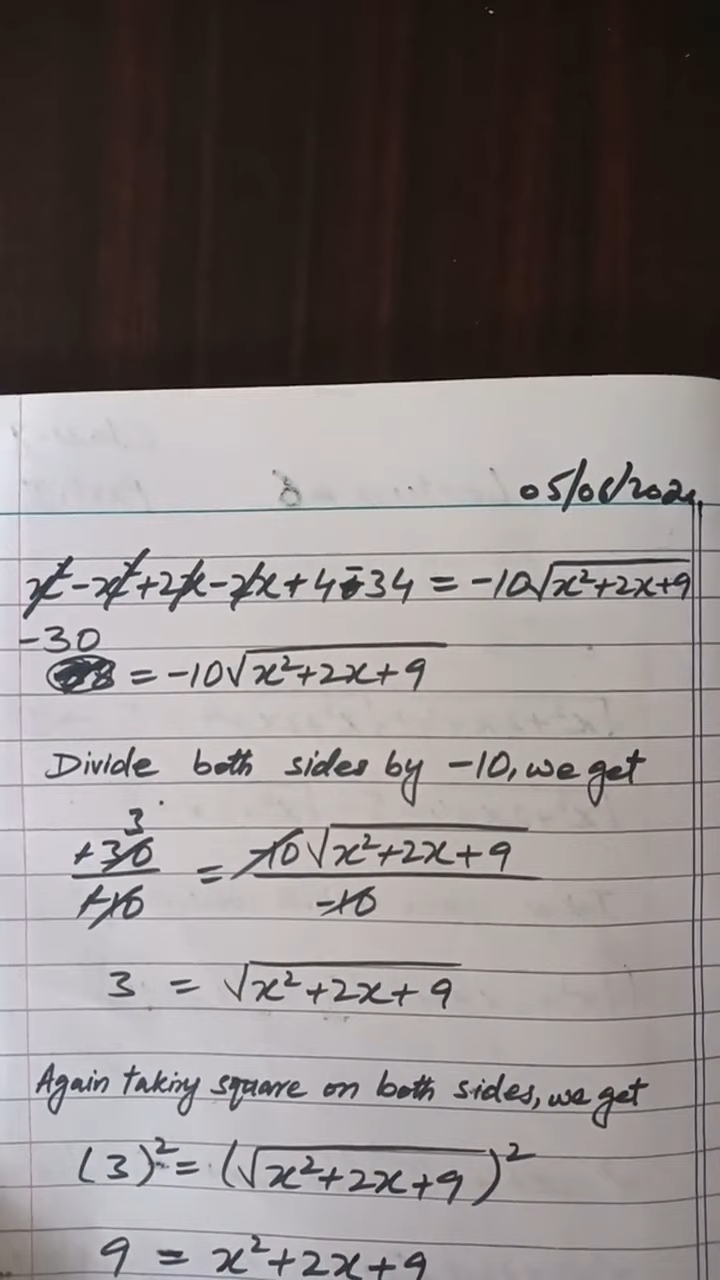 05/06/202
x² - x² + 2x - 2x + 4 - 34 = -10√x²+2x+9
-30 = -10√x²+2x+9
Divide both sides by -10, we get
3
+30/+10 = -10√x²+2x+9/-10
3 = √x²+2x+9
Again taking square on both sides, we get
(3)² = (√x²+2x+9)²
9 = x²+2x+9